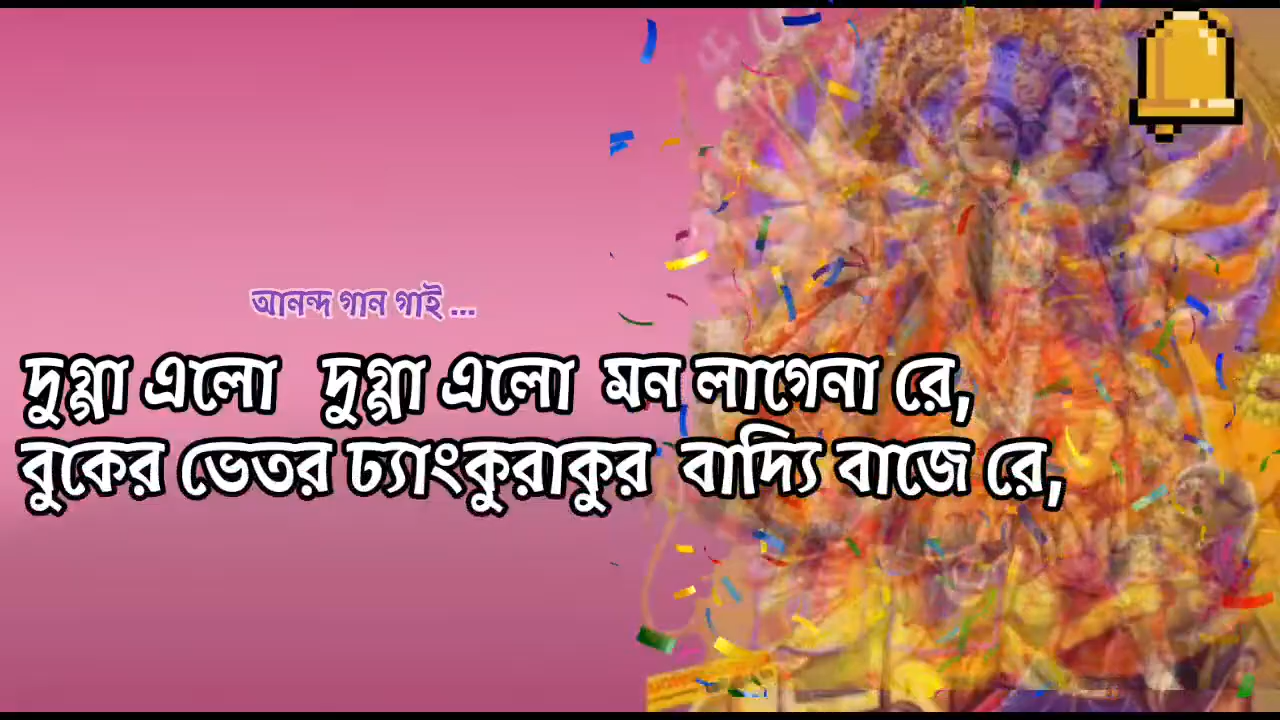 আনন্দ গান গাই ...
দুগ্গা এলো দুগ্গা এলো মন লাগেনা রে,
বুকের ভেতর ঢ্যাংকুরাকুর বাদ্যি বাজে রে,